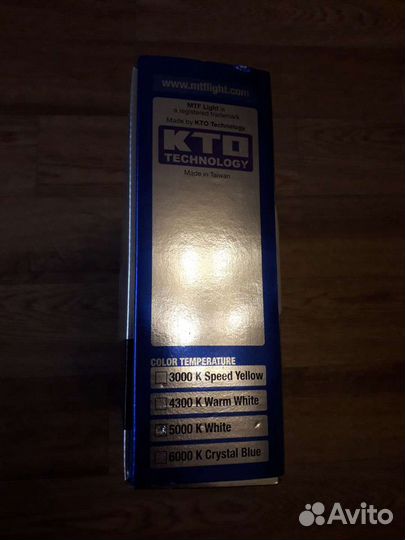 www.mtflight.com
MTF Light is
a registered trademark
Made by KTO Technology
KTO
TECHNOLOGY
Made in Taiwan
COLOR TEMPERATURE
3000 K Speed Yellow
4300 K Warm White
5000 K White
6000 K Crystal Blue
Avito